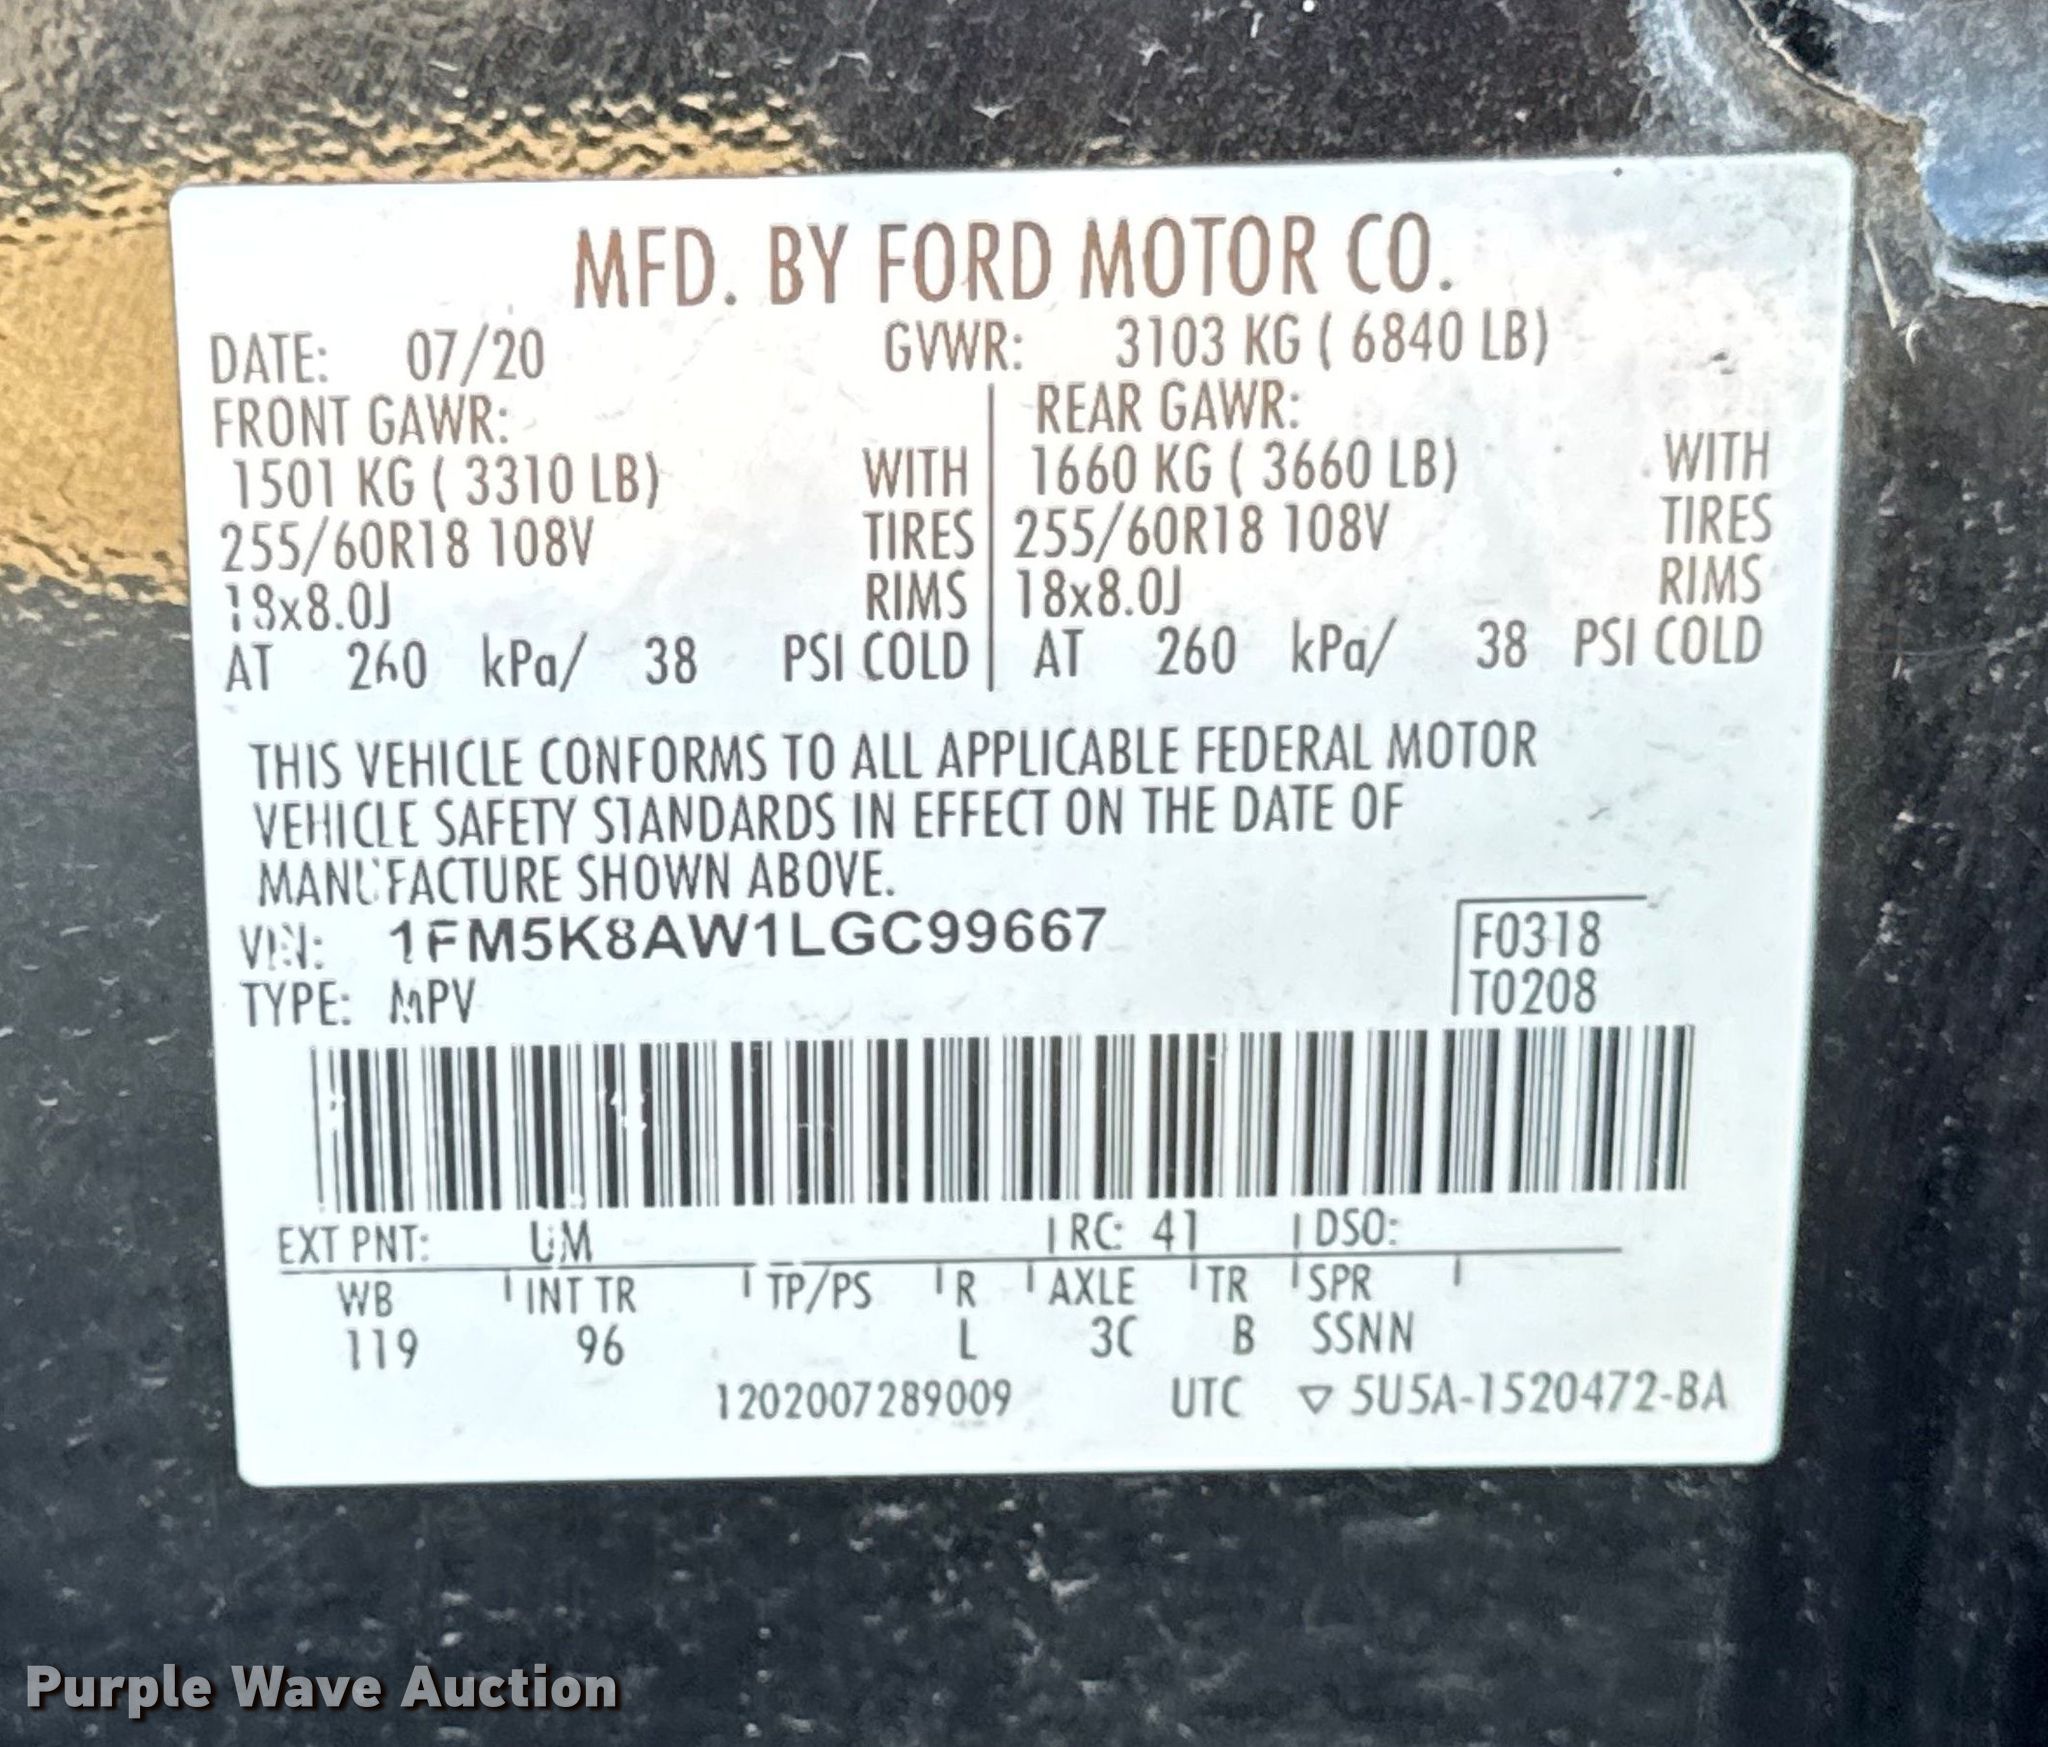 MFD. BY FORD MOTOR CO.
DATE: 07/20 GVWR: 3103 KG ( 6840 LB)
FRONT GAWR: REAR GAWR:
1501 KG ( 3310 LB) WITH 1660 KG ( 3660 LB) WITH
255/60R18 108V TIRES 255/60R18 108V TIRES
18x8.0J RIMS 18x8.0J RIMS
AT 260 kPa/ 38 PSI COLD AT 260 kPa/ 38 PSI COLD
THIS VEHICLE CONFORMS TO ALL APPLICABLE FEDERAL MOTOR
VEHICLE SAFETY STANDARDS IN EFFECT ON THE DATE OF
MANUFACTURE SHOWN ABOVE.
VIN: 1FM5K8AW1LGC99667 F0318
TYPE: MPV T0208
EXT PNT: UM RC: 41 DSO:
WB INT TR TP/PS R AXLE TR SPR
119 96 L 3C B SSNN
1202007289009 UTC ▽ 5U5A-1520472-BA
Purple Wave Auction